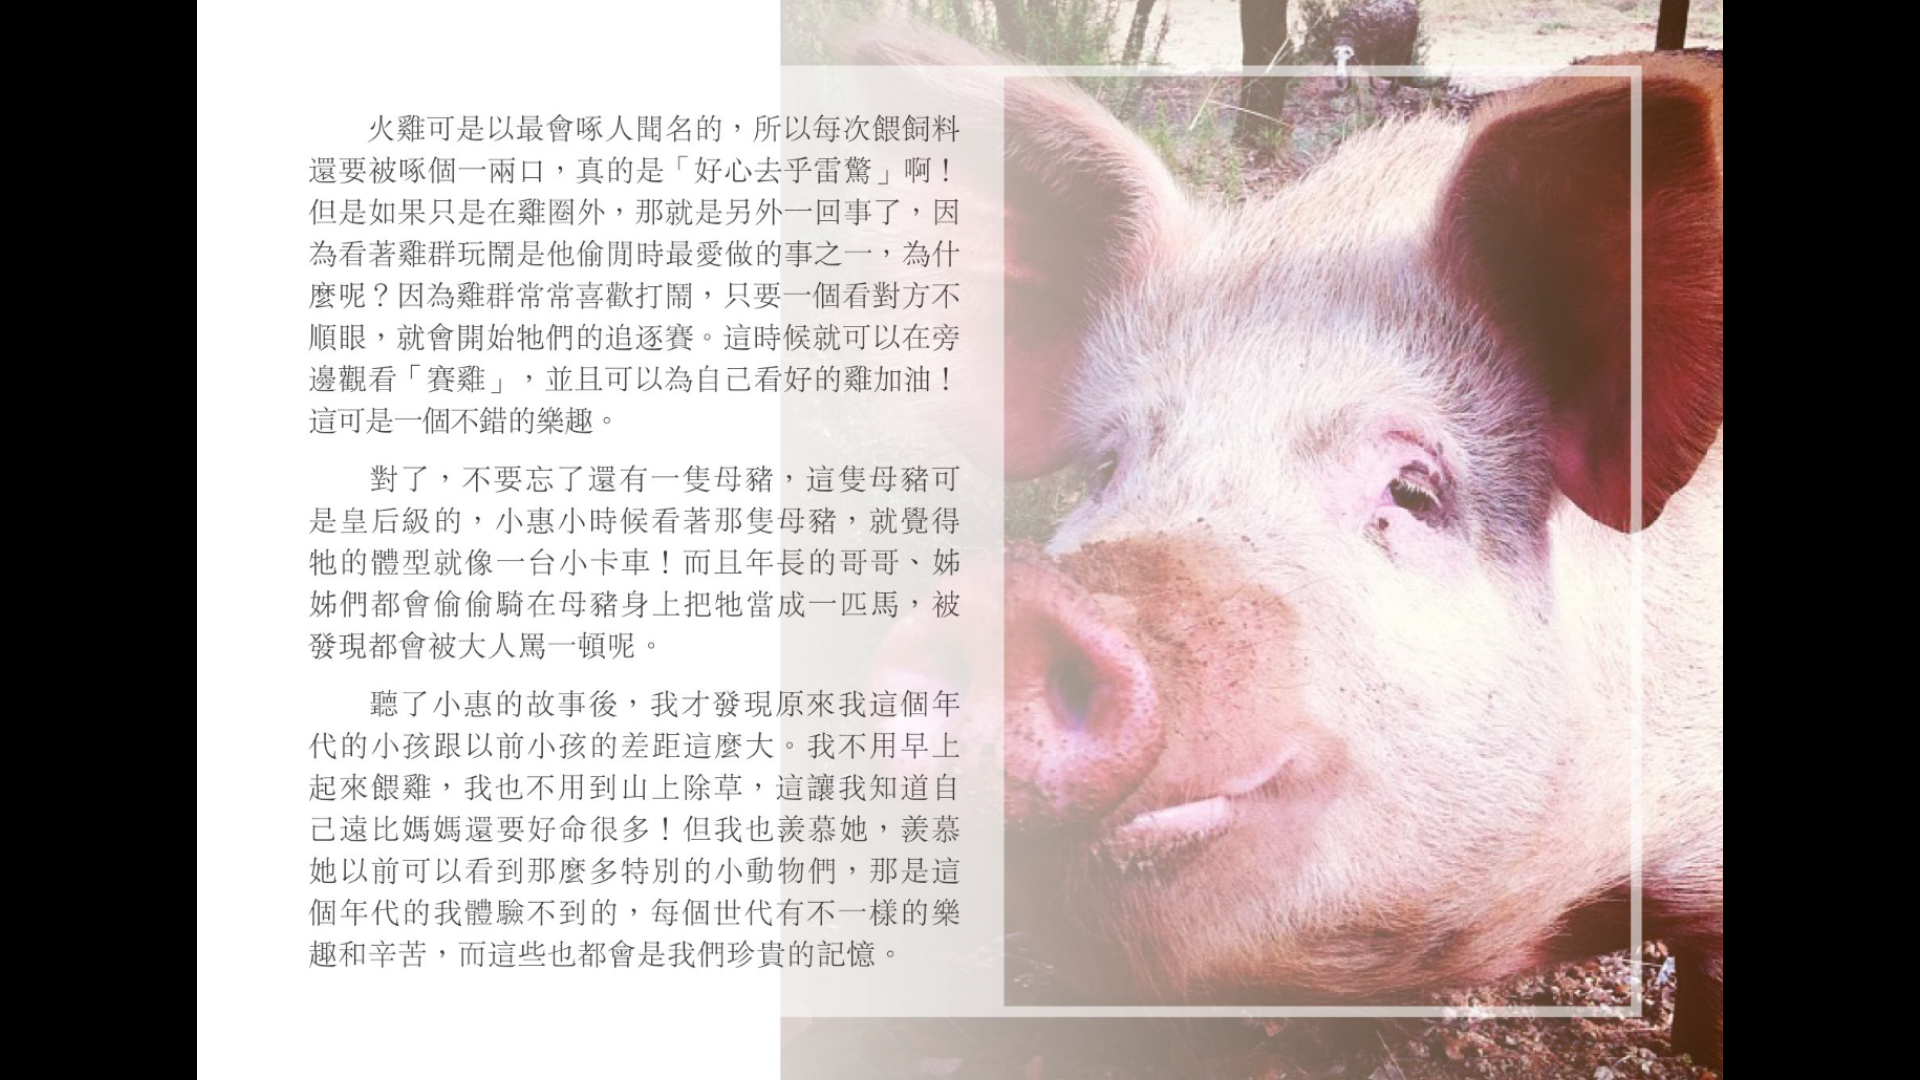 火雞可是以最會啄人聞名的，所以每次餵飼料
還要被啄個一兩口，真的是「好心去乎雷驚」啊！
但是如果只是在雞圈外，那就是另外一回事了，因
為看著雞群玩鬧是他偷閒時最愛做的事之一，為什
麼呢？因為雞群常常喜歡打鬧，只要一個看對方不
順眼，就會開始牠們的追逐賽。這時候就可以在旁
邊觀看「賽雞」，並且可以為自己看好的雞加油！
這可是一個不錯的樂趣。
對了，不要忘了還有一隻母豬，這隻母豬可
是皇后級的，小惠小時候看著那隻母豬，就覺得
牠的體型就像一台小卡車！而且年長的哥哥、姊
姊們都會偷偷騎在母豬身上把牠當成一匹馬，被
發現都會被大人罵一頓呢。
聽了小惠的故事後，我才發現原來我這個年
代的小孩跟以前小孩的差距這麼大。我不用早上
起來餵雞，我也不用到山上除草，這讓我知道自
己遠比媽媽還要好命很多！但我也羨慕她，羨慕
她以前可以看到那麼多特別的小動物們，那是這
個年代的我體驗不到的，每個世代有不一樣的樂
趣和辛苦，而這些也都會是我們珍貴的記憶。